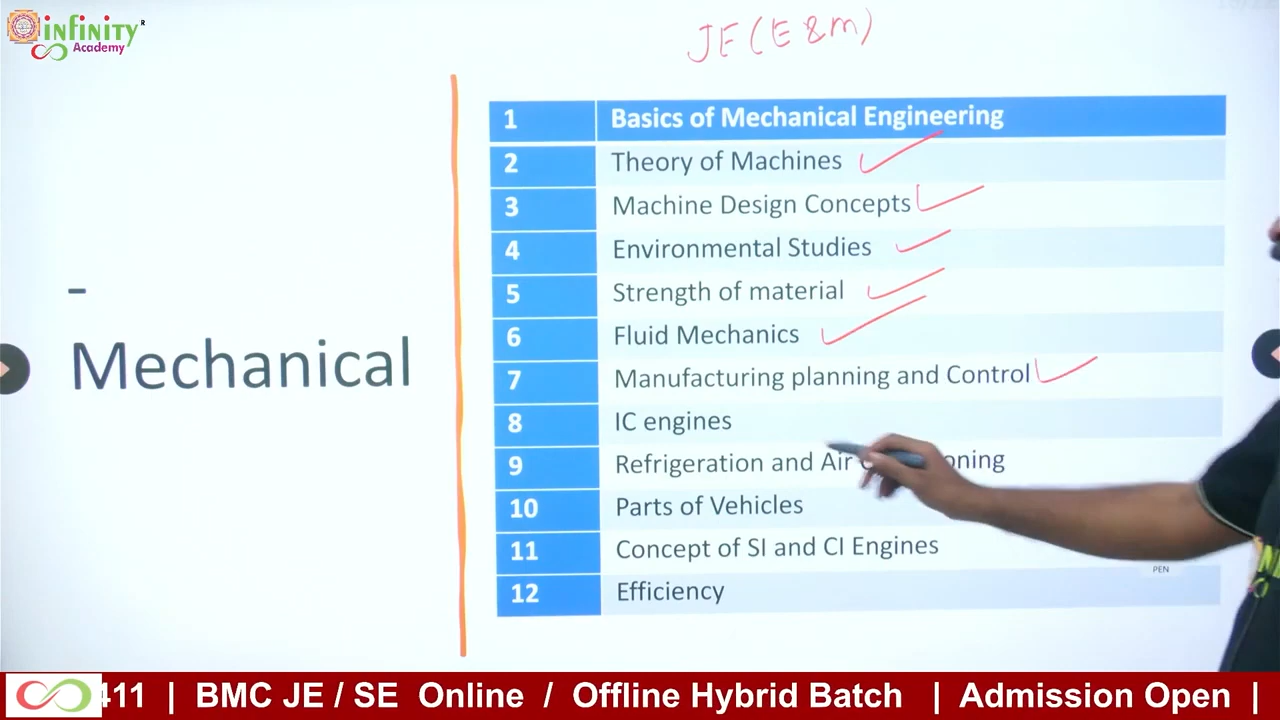 infinity
Academy
JE (E & M)
1 Basics of Mechanical Engineering
2 Theory of Machines
3 Machine Design Concepts
4 Environmental Studies
5 Strength of material
6 Fluid Mechanics
7 Manufacturing planning and Control
8 IC engines
9 Refrigeration and Air oning
10 Parts of Vehicles
11 Concept of SI and CI Engines
12 Efficiency
-
Mechanical
PEN
411 | BMC JE / SE Online / Offline Hybrid Batch | Admission Open |